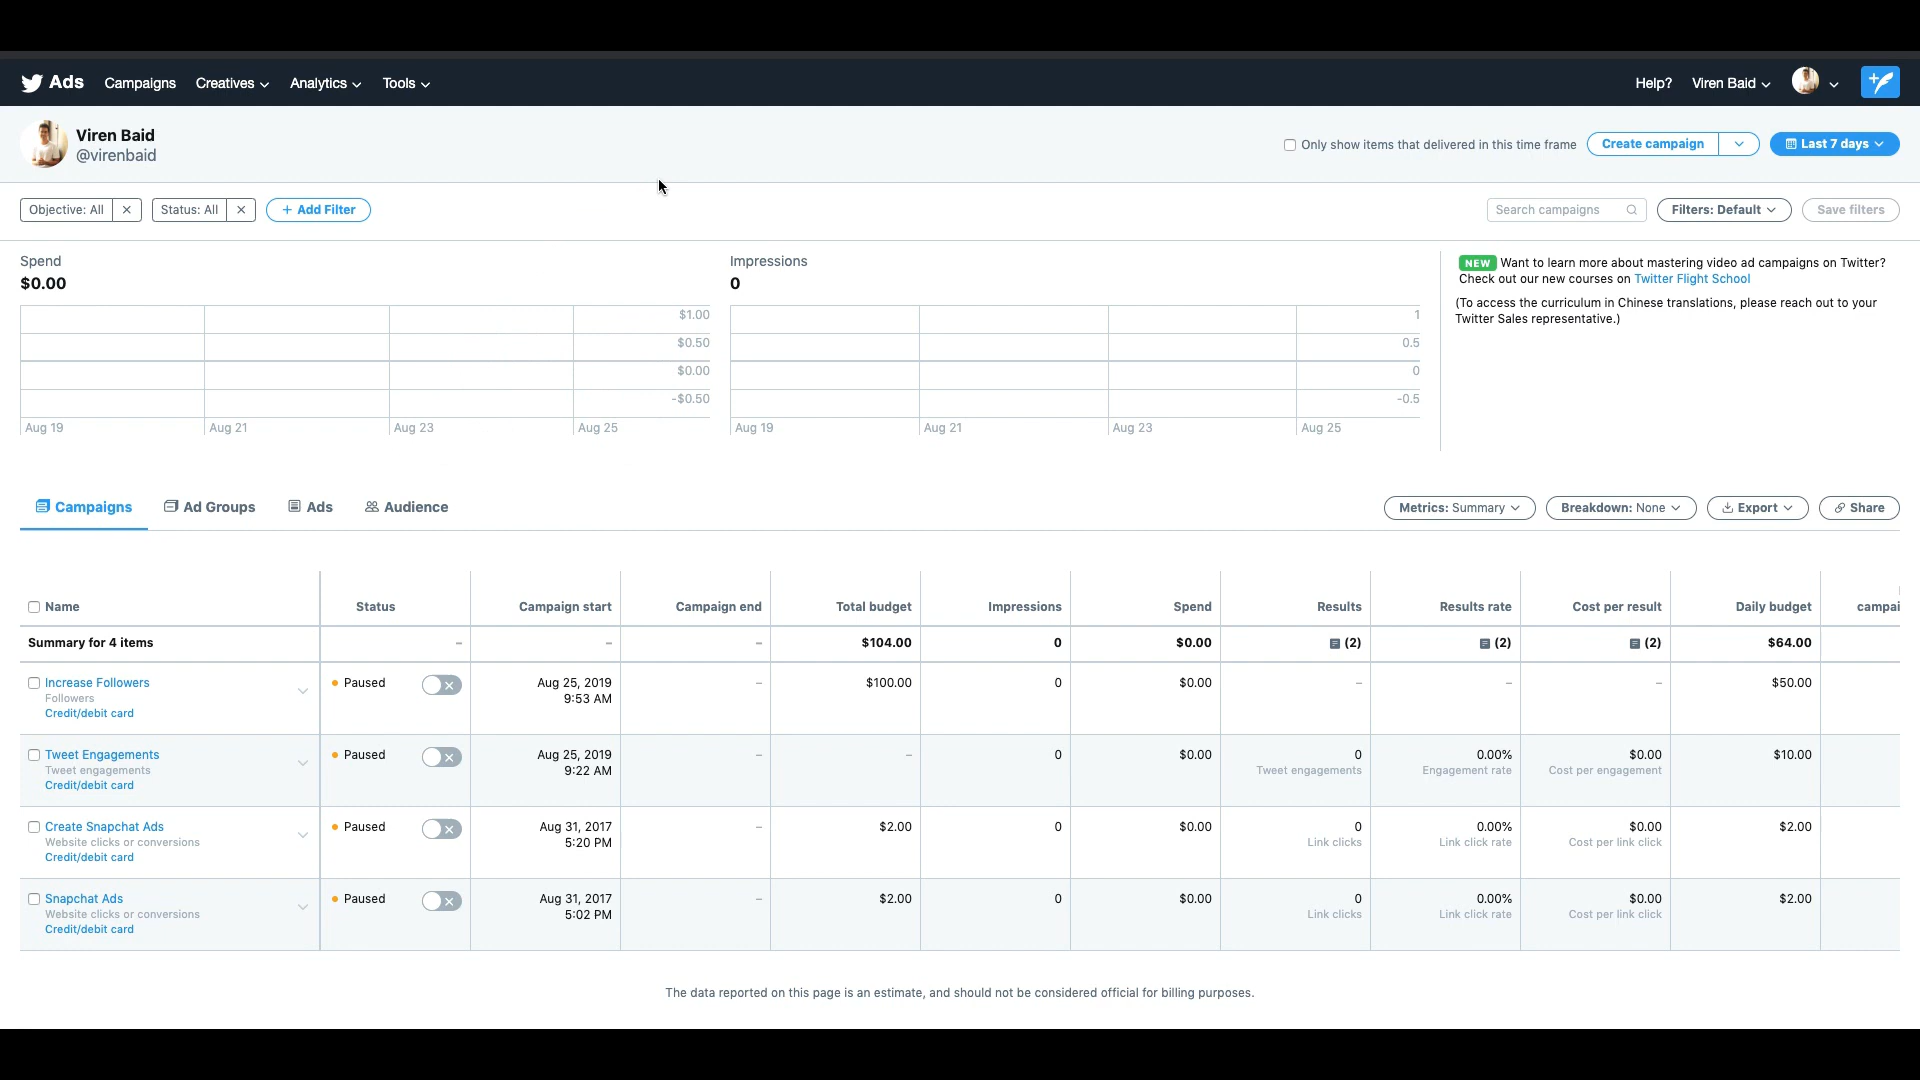 Ads Campaigns Creatives Analytics Tools Help? Viren Baid
Viren Baid
@virenbaid
Only show items that delivered in this time frame Create campaign Last 7 days
Objective: All Status: All + Add Filter Search campaigns Filters: Default Save filters
Spend
$0.00
$1.00
$0.50
$0.00
-$0.50
Aug 19 Aug 21 Aug 23 Aug 25
Impressions
0
1
0.5
0
-0.5
Aug 19 Aug 21 Aug 23 Aug 25
NEW Want to learn more about mastering video ad campaigns on Twitter?
Check out our new courses on Twitter Flight School
(To access the curriculum in Chinese translations, please reach out to your
Twitter Sales representative.)
Campaigns Ad Groups Ads Audience Metrics: Summary Breakdown: None Export Share
Name Status Campaign start Campaign end Total budget Impressions Spend Results Results rate Cost per result Daily budget campai
Summary for 4 items – – – $104.00 0 $0.00 (2) (2) (2) $64.00
Increase Followers Paused Aug 25, 2019 – $100.00 0 $0.00 – – – $50.00
Followers 9:53 AM
Credit/debit card
Tweet Engagements Paused Aug 25, 2019 – – 0 $0.00 0 0.00% $0.00 $10.00
Tweet engagements 9:22 AM Tweet engagements Engagement rate Cost per engagement
Credit/debit card
Create Snapchat Ads Paused Aug 31, 2017 – $2.00 0 $0.00 0 0.00% $0.00 $2.00
Website clicks or conversions 5:20 PM Link clicks Link click rate Cost per link click
Credit/debit card
Snapchat Ads Paused Aug 31, 2017 – $2.00 0 $0.00 0 0.00% $0.00 $2.00
Website clicks or conversions 5:02 PM Link clicks Link click rate Cost per link click
Credit/debit card
The data reported on this page is an estimate, and should not be considered official for billing purposes.